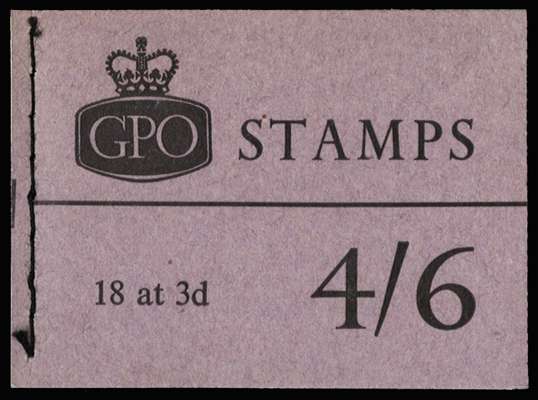 GPO STAMPS
18 at 3d 4/6